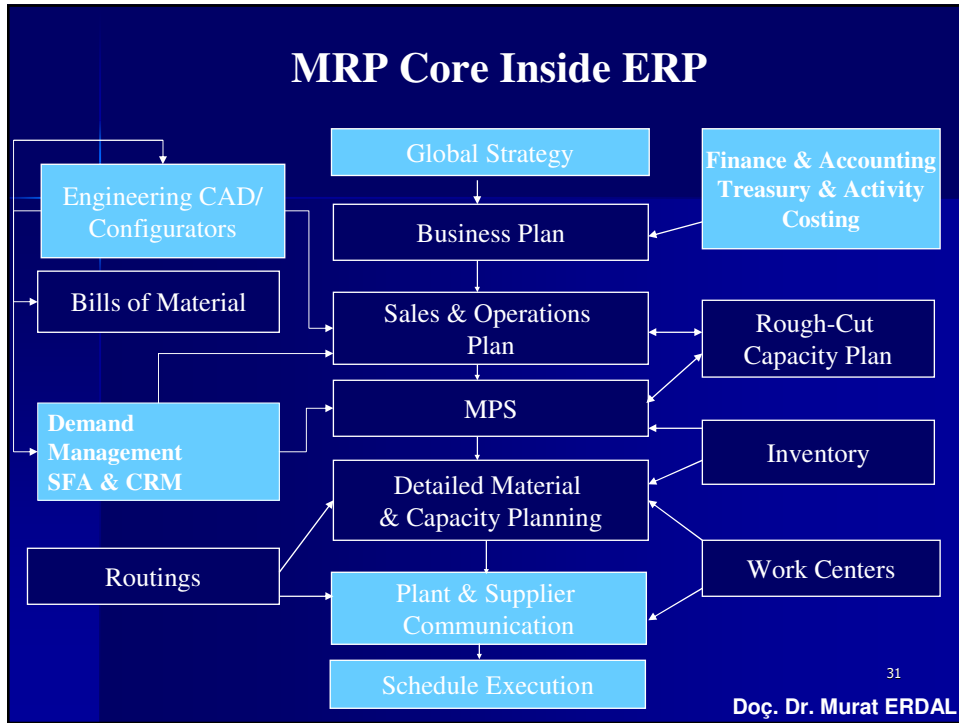 MRP Core Inside ERP
Global Strategy
Finance & Accounting
Treasury & Activity
Costing
Engineering CAD/
Configurators
Business Plan
Bills of Material
Sales & Operations
Plan
Rough-Cut
Capacity Plan
MPS
Demand
Management
SFA & CRM
Inventory
Detailed Material
& Capacity Planning
Routings
Work Centers
Plant & Supplier
Communication
Schedule Execution
31
Doç. Dr. Murat ERDAL